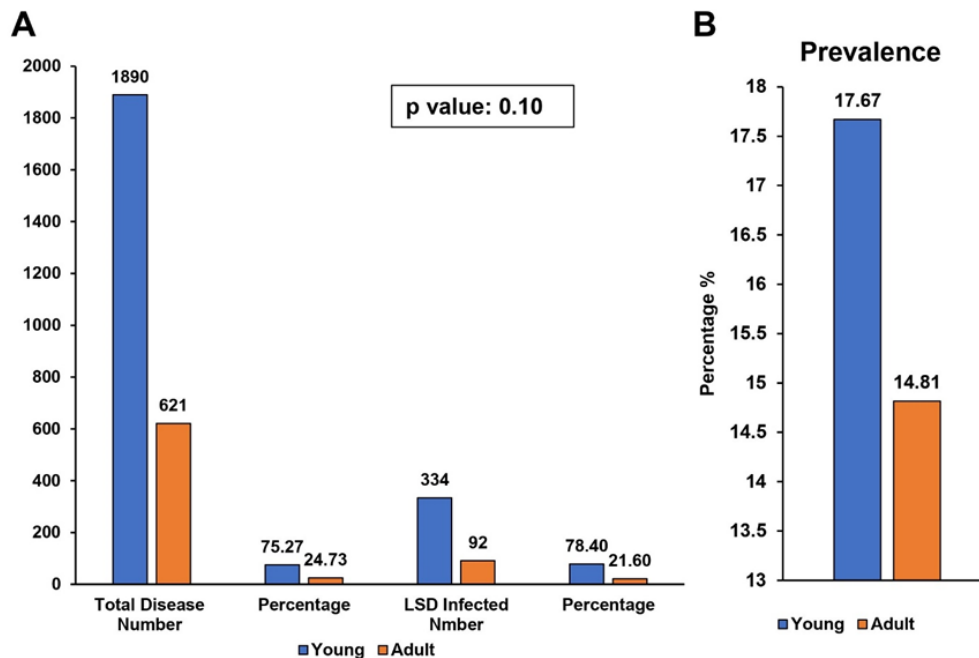 A
2000
1800
1600
1400
1200
1000
800
600
400
200
0
1890
621
75.27
24.73
334
92
78.40
21.60
p value: 0.10
Total Disease
Number
Percentage
LSD Infected
Nmber
Percentage
Young Adult
B
Prevalence
Percentage %
18
17.5
17
16.5
16
15.5
15
14.5
14
13.5
13
17.67
14.81
Young Adult